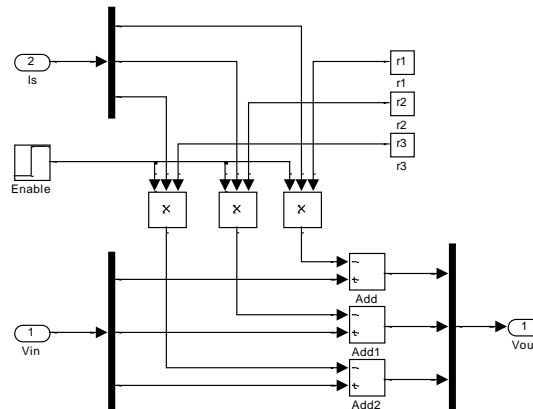 2
Is
r1
r1
r2
r2
r3
r3
Enable
x
x
x
−
+
Add
1
Vin
−
+
Add1
1
Vou
−
+
Add2